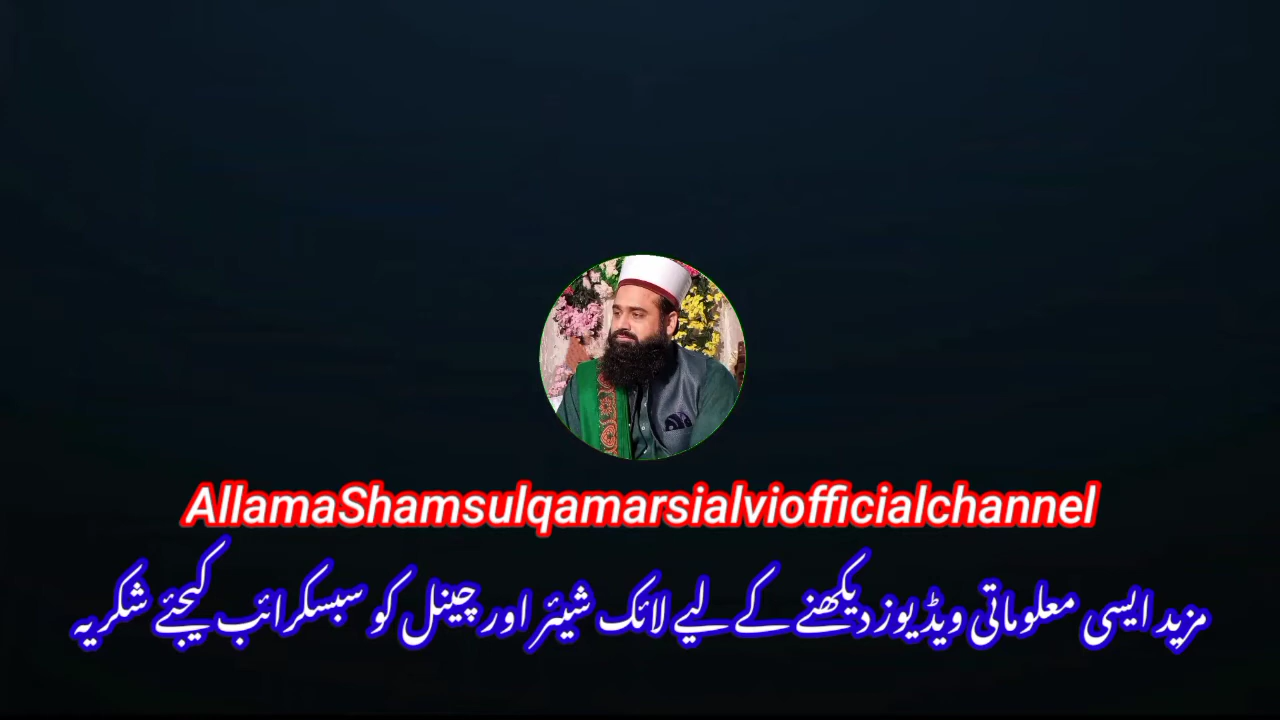 AllamaShamsulqamarsialviofficialchannel
مزید ایسی معلوماتی ویڈیوز دیکھنے کے لیے لائک شیئر اور چینل کو سبسکرائب کیجئے شکریہ